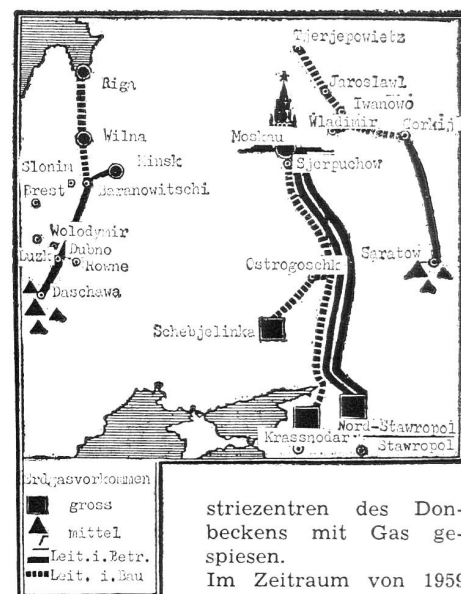 Tjerjepowietz
Jaroslawl
Iwanowo
Wladimir
Gorkij
Riga
Moskau
Wilna
Sjerpuchow
Slonim
Minsk
Brest
Baranowitschi
Wolodymir
Dubno
Luzk
Rowne
Ostrogoschk
Saratow
Daschawa
Schebjelinka
Nord-Stawropol
Krassnodar
Stawropol
Erdgasvorkommen
gross
mittel
Leit.i.Betr.
Leit. i.Bau
striezentren des Don-
beckens mit Gas ge-
spiesen.
Im Zeitraum von 1959